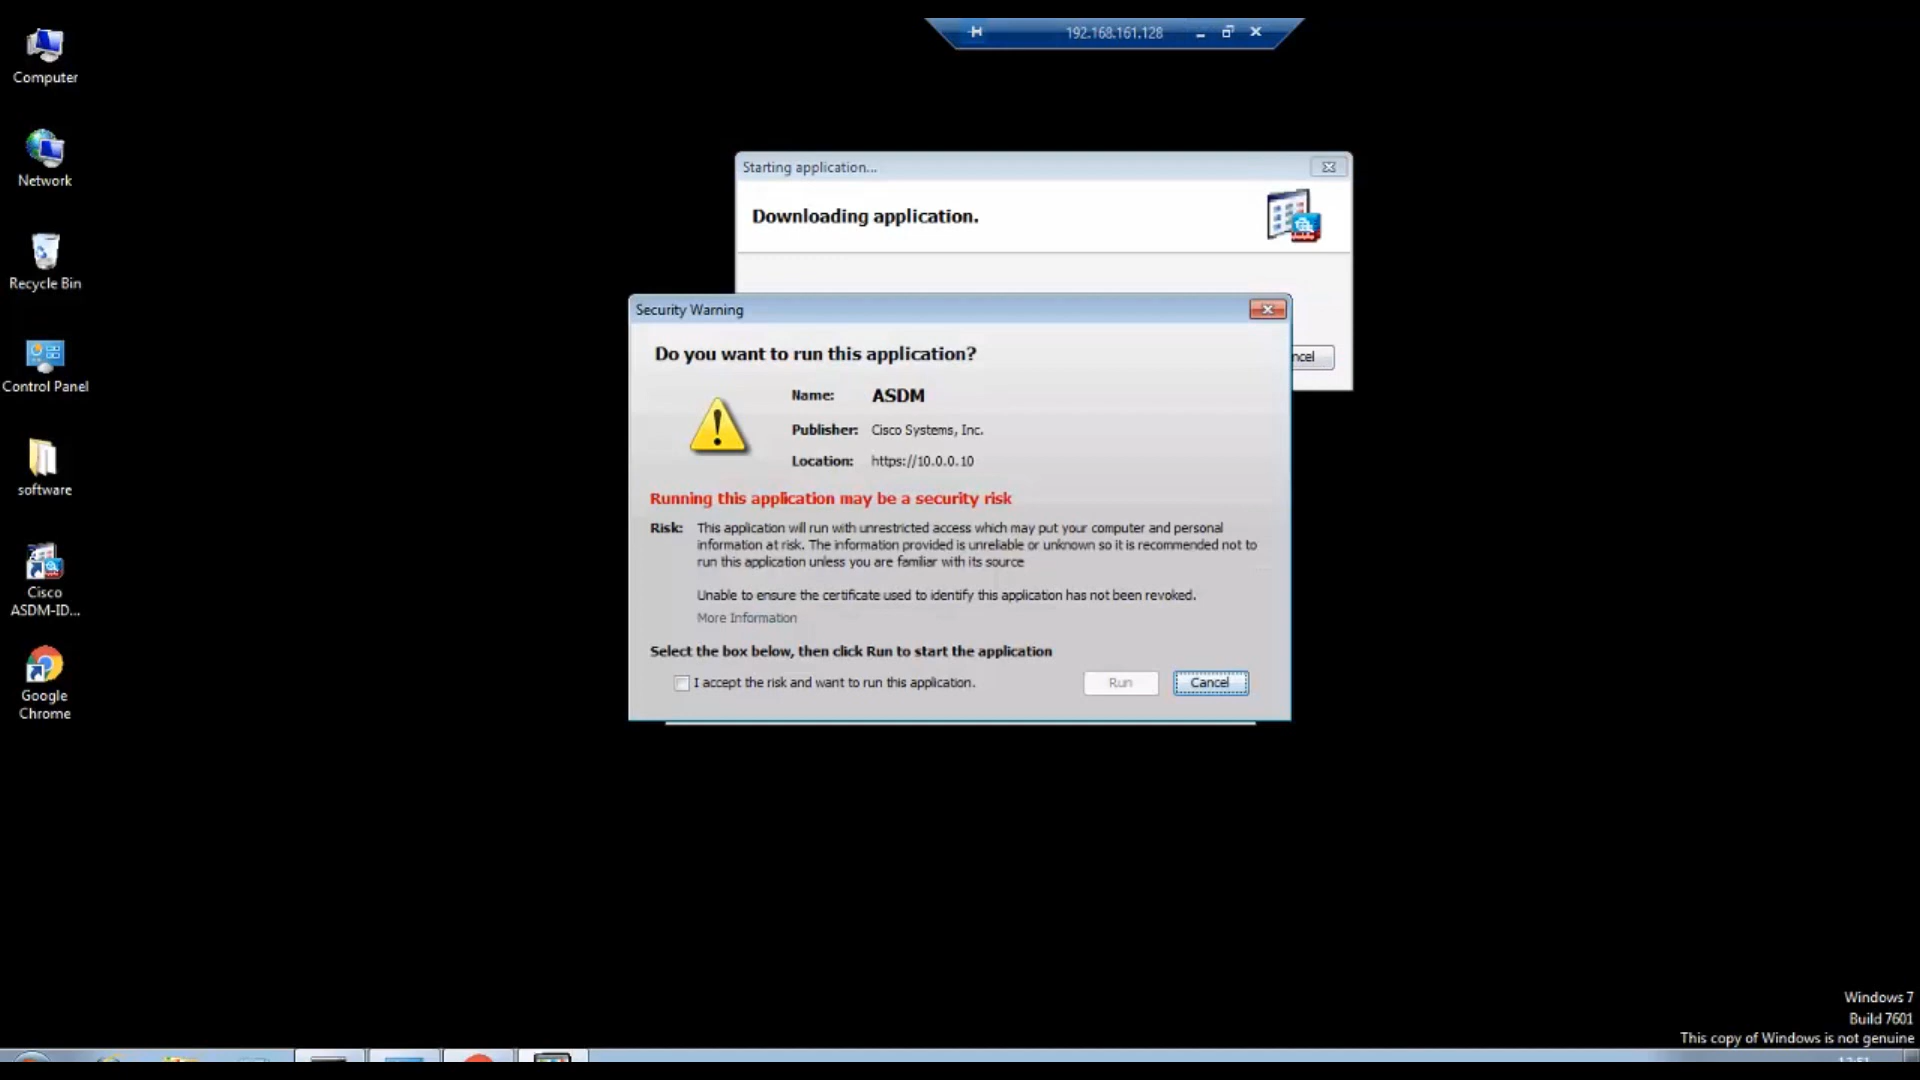 192.168.161.128
Computer
Network
Recycle Bin
Control Panel
software
Cisco
ASDM-ID...
Google
Chrome
Starting application...
Downloading application.
ncel
Security Warning
Do you want to run this application?
Name: ASDM
Publisher: Cisco Systems, Inc.
Location: https://10.0.0.10
Running this application may be a security risk
Risk: This application will run with unrestricted access which may put your computer and personal
information at risk. The information provided is unreliable or unknown so it is recommended not to
run this application unless you are familiar with its source
Unable to ensure the certificate used to identify this application has not been revoked.
More Information
Select the box below, then click Run to start the application
I accept the risk and want to run this application.
Run
Cancel
Windows 7
Build 7601
This copy of Windows is not genuine